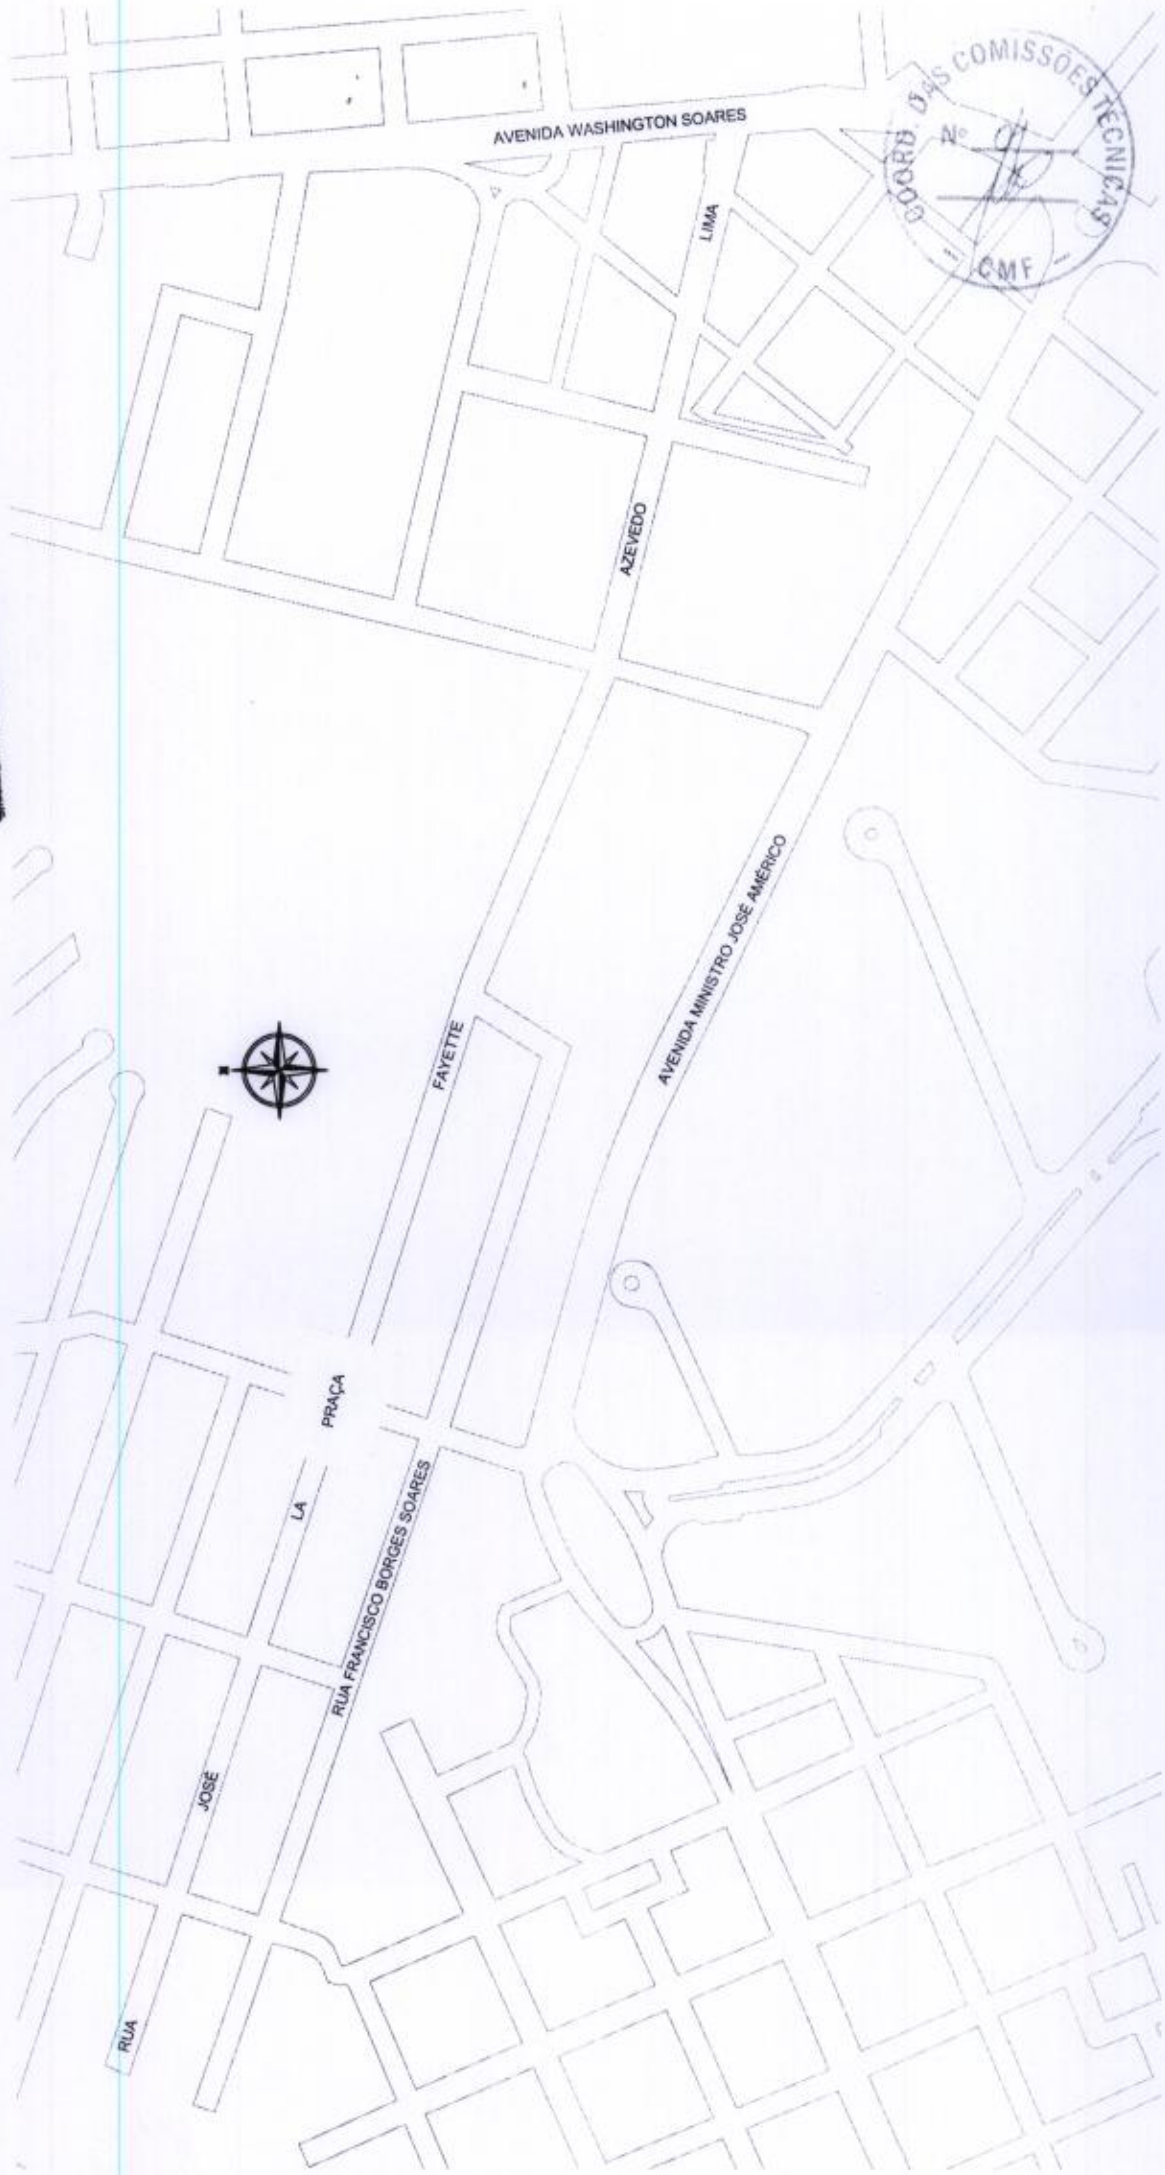 AVENIDA WASHINGTON SOARES
COORD. DAS COMISSÕES TÉCNICAS
Nº
- CMF -
LIMA
AZEVEDO
AVENIDA MINISTRO JOSÉ AMÉRICO
FAYETTE
PRAÇA
LA
RUA FRANCISCO BORGES SOARES
JOSÉ
RUA